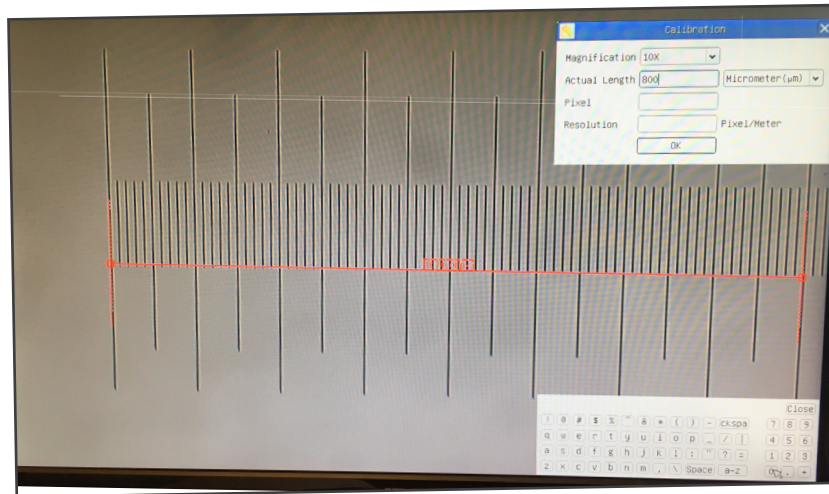 Calibration
Magnification 10X
Actual Length 800 Micrometer(μm)
Pixel
Resolution Pixel/Meter
OK
Close
! @ # $ % ^ & * ( ) - ckspa 7 8 9
q w e r t y u i o p _ / | 4 5 6
a s d f g h j k l : " ? = 1 2 3
z x c v b n m , \ Space a-z 0 . +